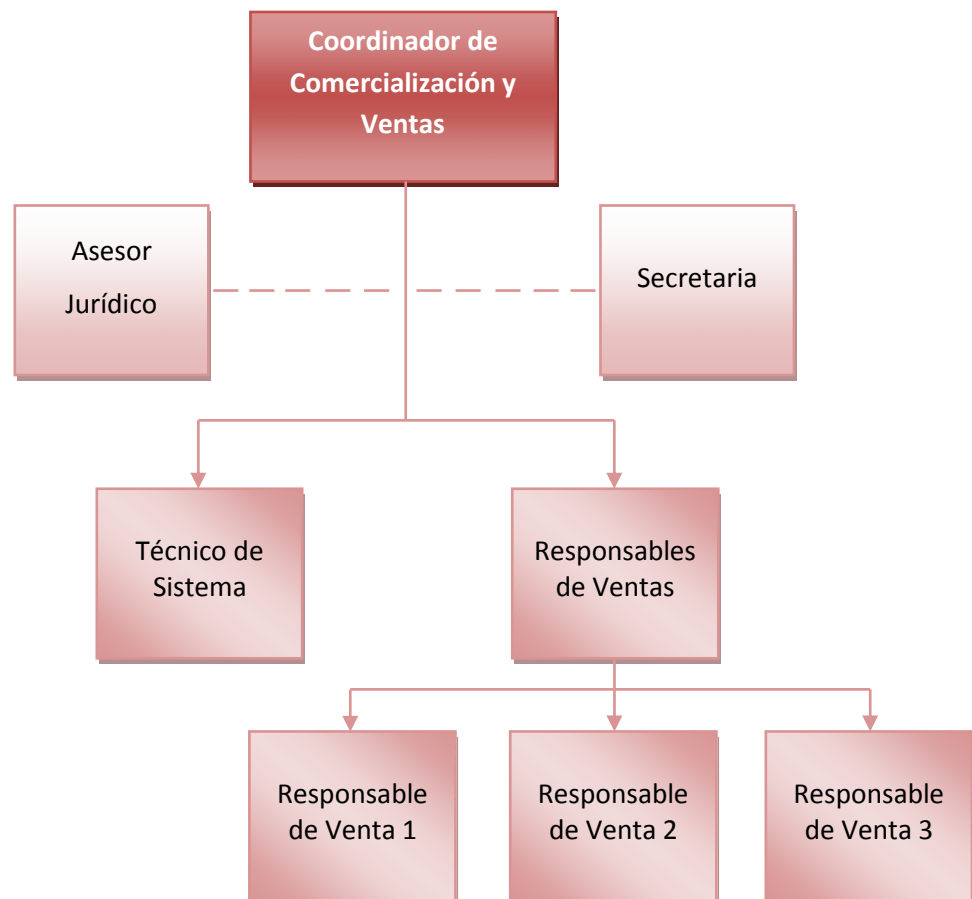 Coordinador de
Comercialización y
Ventas
Asesor
Jurídico
Secretaria
Técnico de
Sistema
Responsables
de Ventas
Responsable
de Venta 1
Responsable
de Venta 2
Responsable
de Venta 3